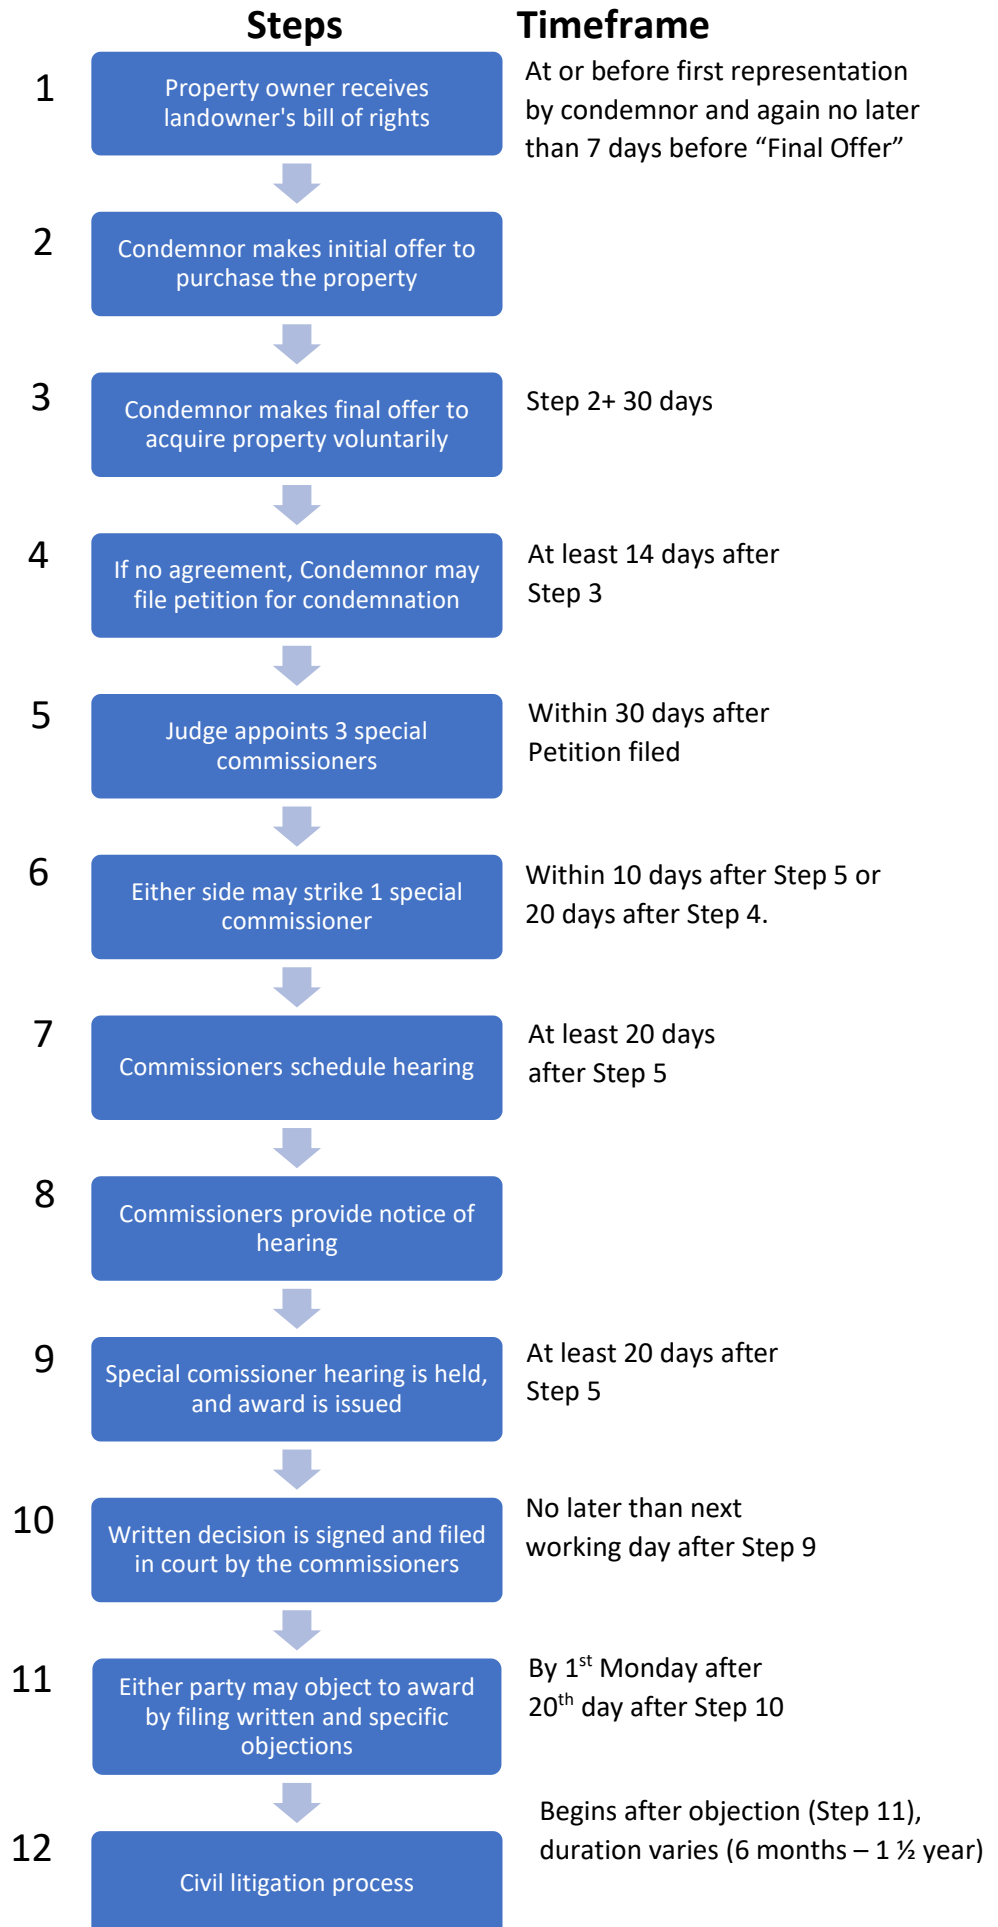 Steps
Timeframe
1
Property owner receives
landowner's bill of rights
At or before first representation
by condemnor and again no later
than 7 days before “Final Offer”
2
Condemnor makes initial offer to
purchase the property
3
Condemnor makes final offer to
acquire property voluntarily
Step 2+ 30 days
4
If no agreement, Condemnor may
file petition for condemnation
At least 14 days after
Step 3
5
Judge appoints 3 special
commissioners
Within 30 days after
Petition filed
6
Either side may strike 1 special
commissioner
Within 10 days after Step 5 or
20 days after Step 4.
7
Commissioners schedule hearing
At least 20 days
after Step 5
8
Commissioners provide notice of
hearing
9
Special comissioner hearing is held,
and award is issued
At least 20 days after
Step 5
10
Written decision is signed and filed
in court by the commissioners
No later than next
working day after Step 9
11
Either party may object to award
by filing written and specific
objections
By 1st Monday after
20th day after Step 10
12
Civil litigation process
Begins after objection (Step 11),
duration varies (6 months – 1 ½ year)